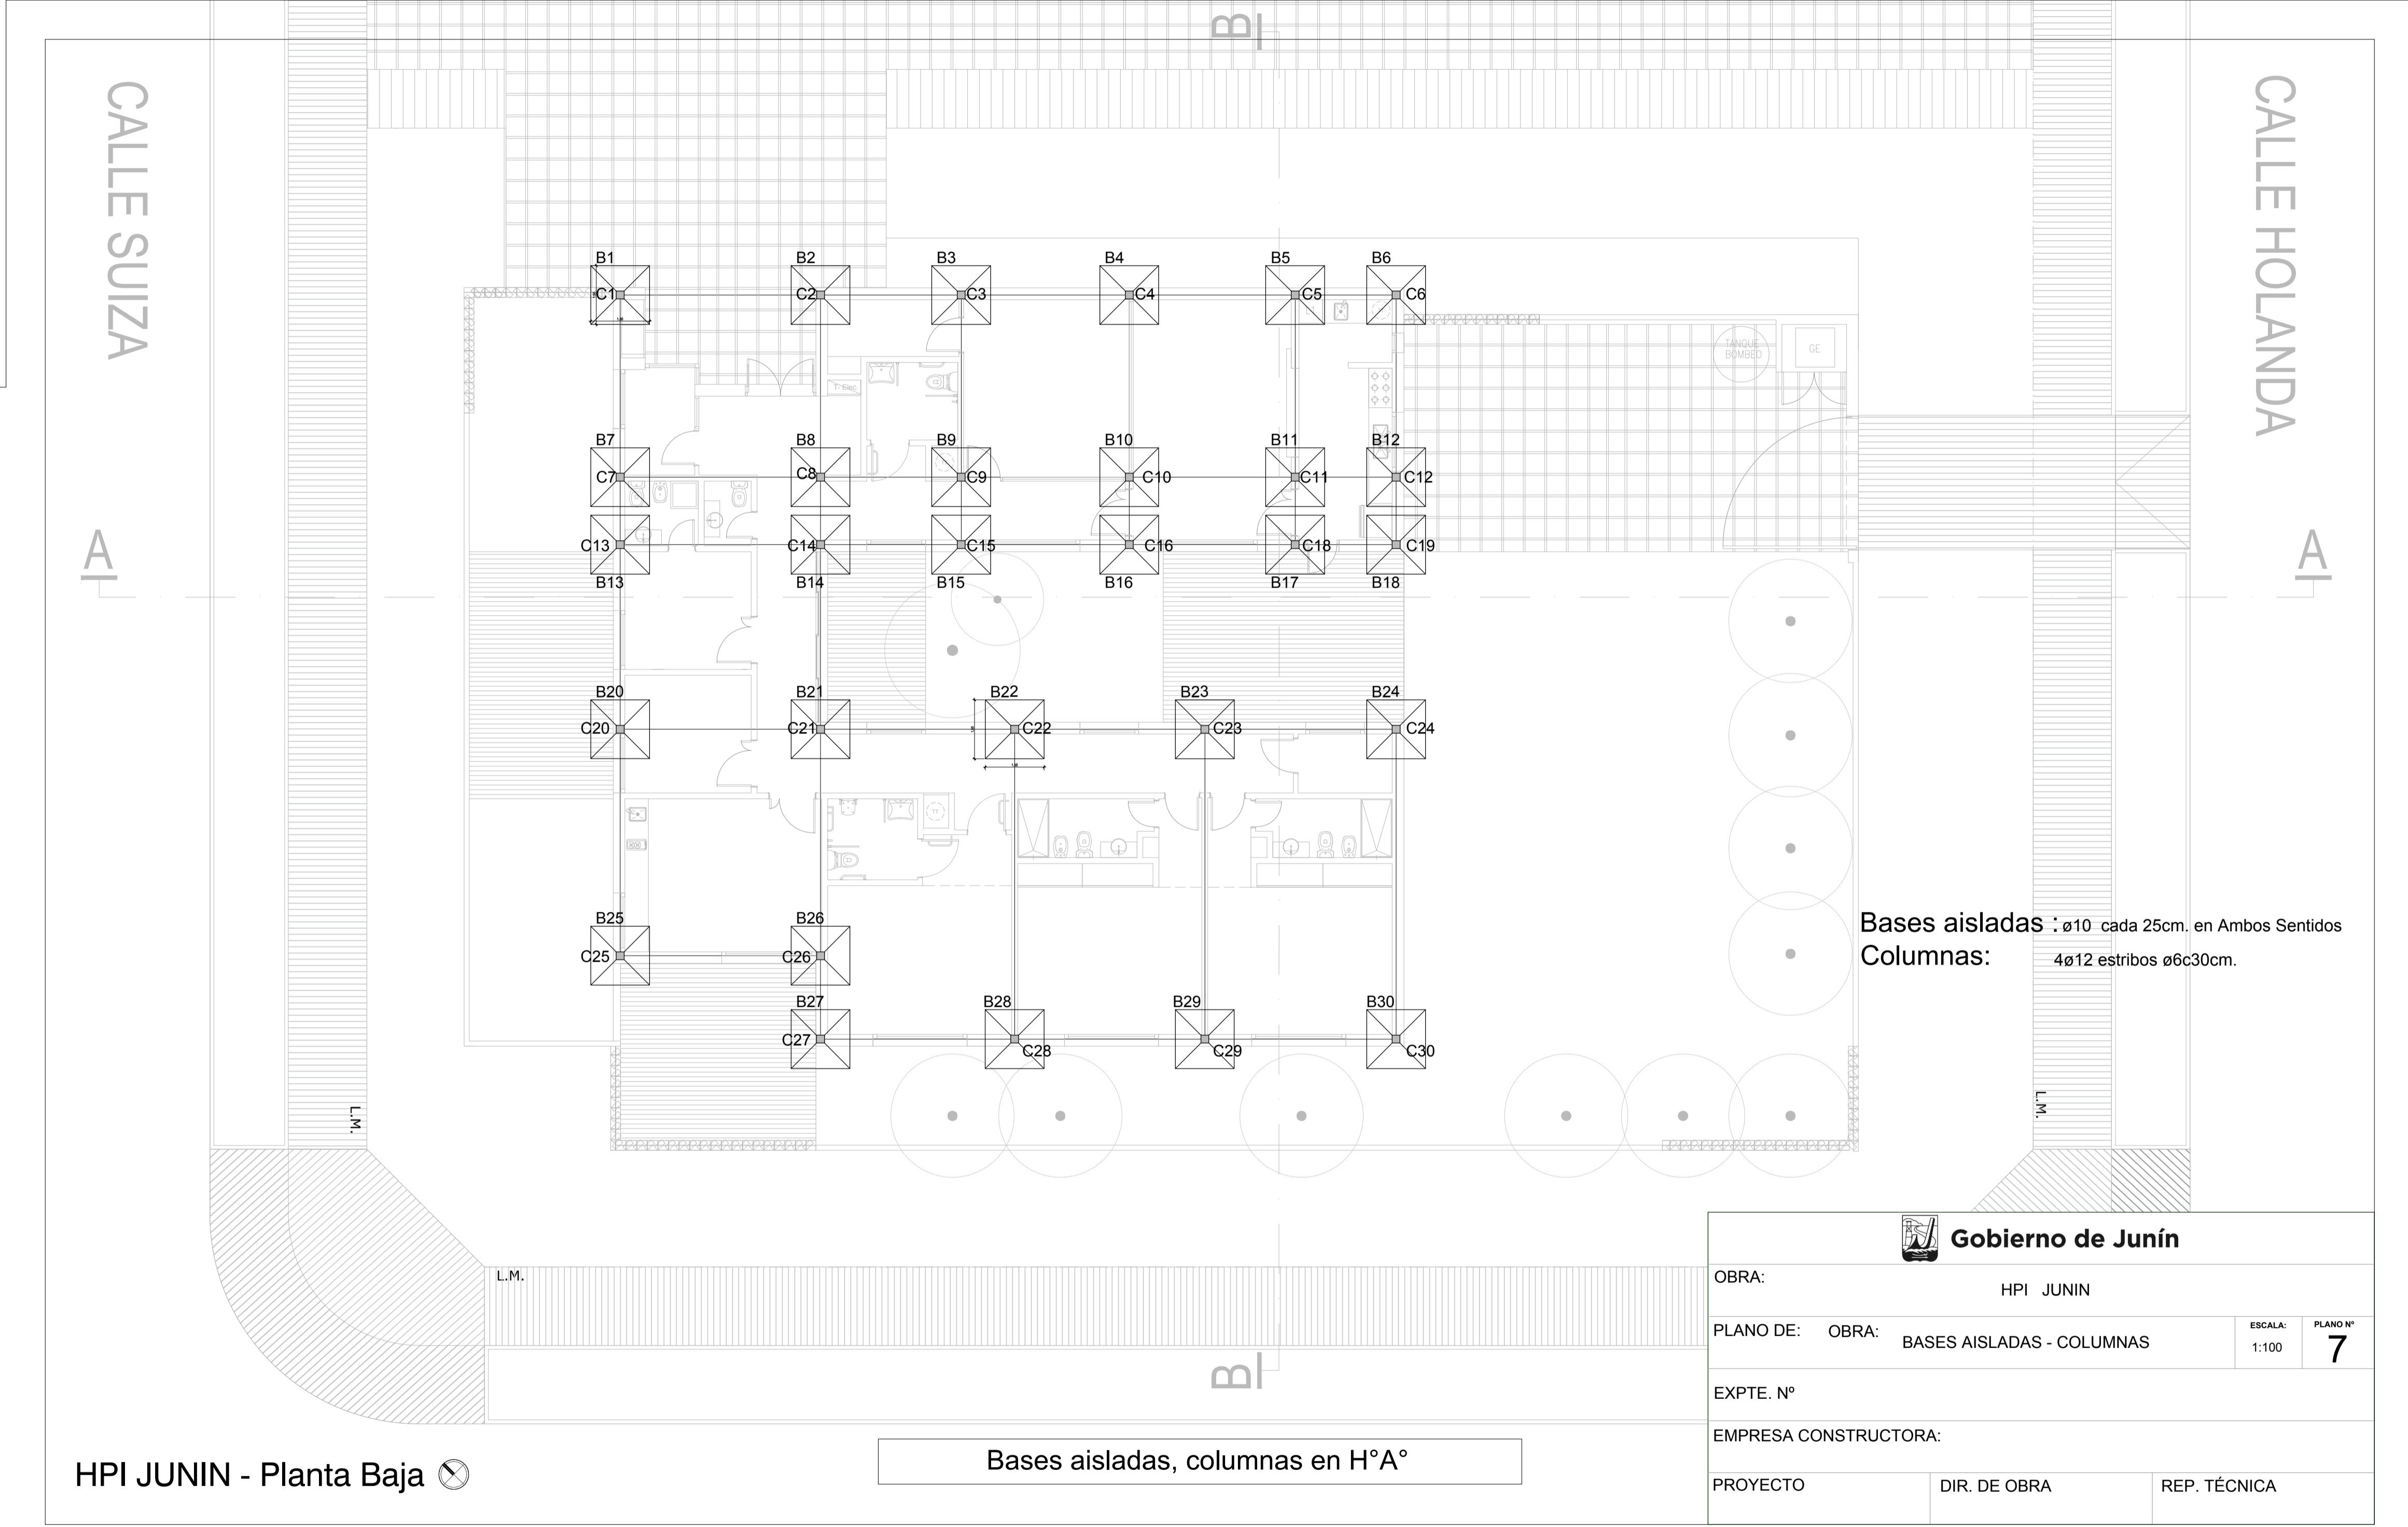 B
CALLE SUIZA
CALLE HOLANDA
B1 B2 B3 B4 B5 B6
C1 C2 C3 C4 C5 C6
TANQUE
BOMBEO
GE
T. Elec.
B7 B8 B9 B10 B11 B12
C7 C8 C9 C10 C11 C12
A A
C13 C14 C15 C16 C18 C19
B13 B14 B15 B16 B17 B18
B20 B21 B22 B23 B24
C20 C21 C22 C23 C24
B25 B26
C25 C26
Bases aisladas : ø10 cada 25cm. en Ambos Sentidos
Columnas: 4ø12 estribos ø6c30cm.
B27 B28 B29 B30
C27 C28 C29 C30
L.M. L.M.
L.M.
B
Gobierno de Junín
OBRA: HPI JUNIN
PLANO DE: OBRA: BASES AISLADAS - COLUMNAS
ESCALA:
1:100
PLANO Nº
7
EXPTE. Nº
EMPRESA CONSTRUCTORA:
PROYECTO DIR. DE OBRA REP. TÉCNICA
HPI JUNIN - Planta Baja
Bases aisladas, columnas en H°A°